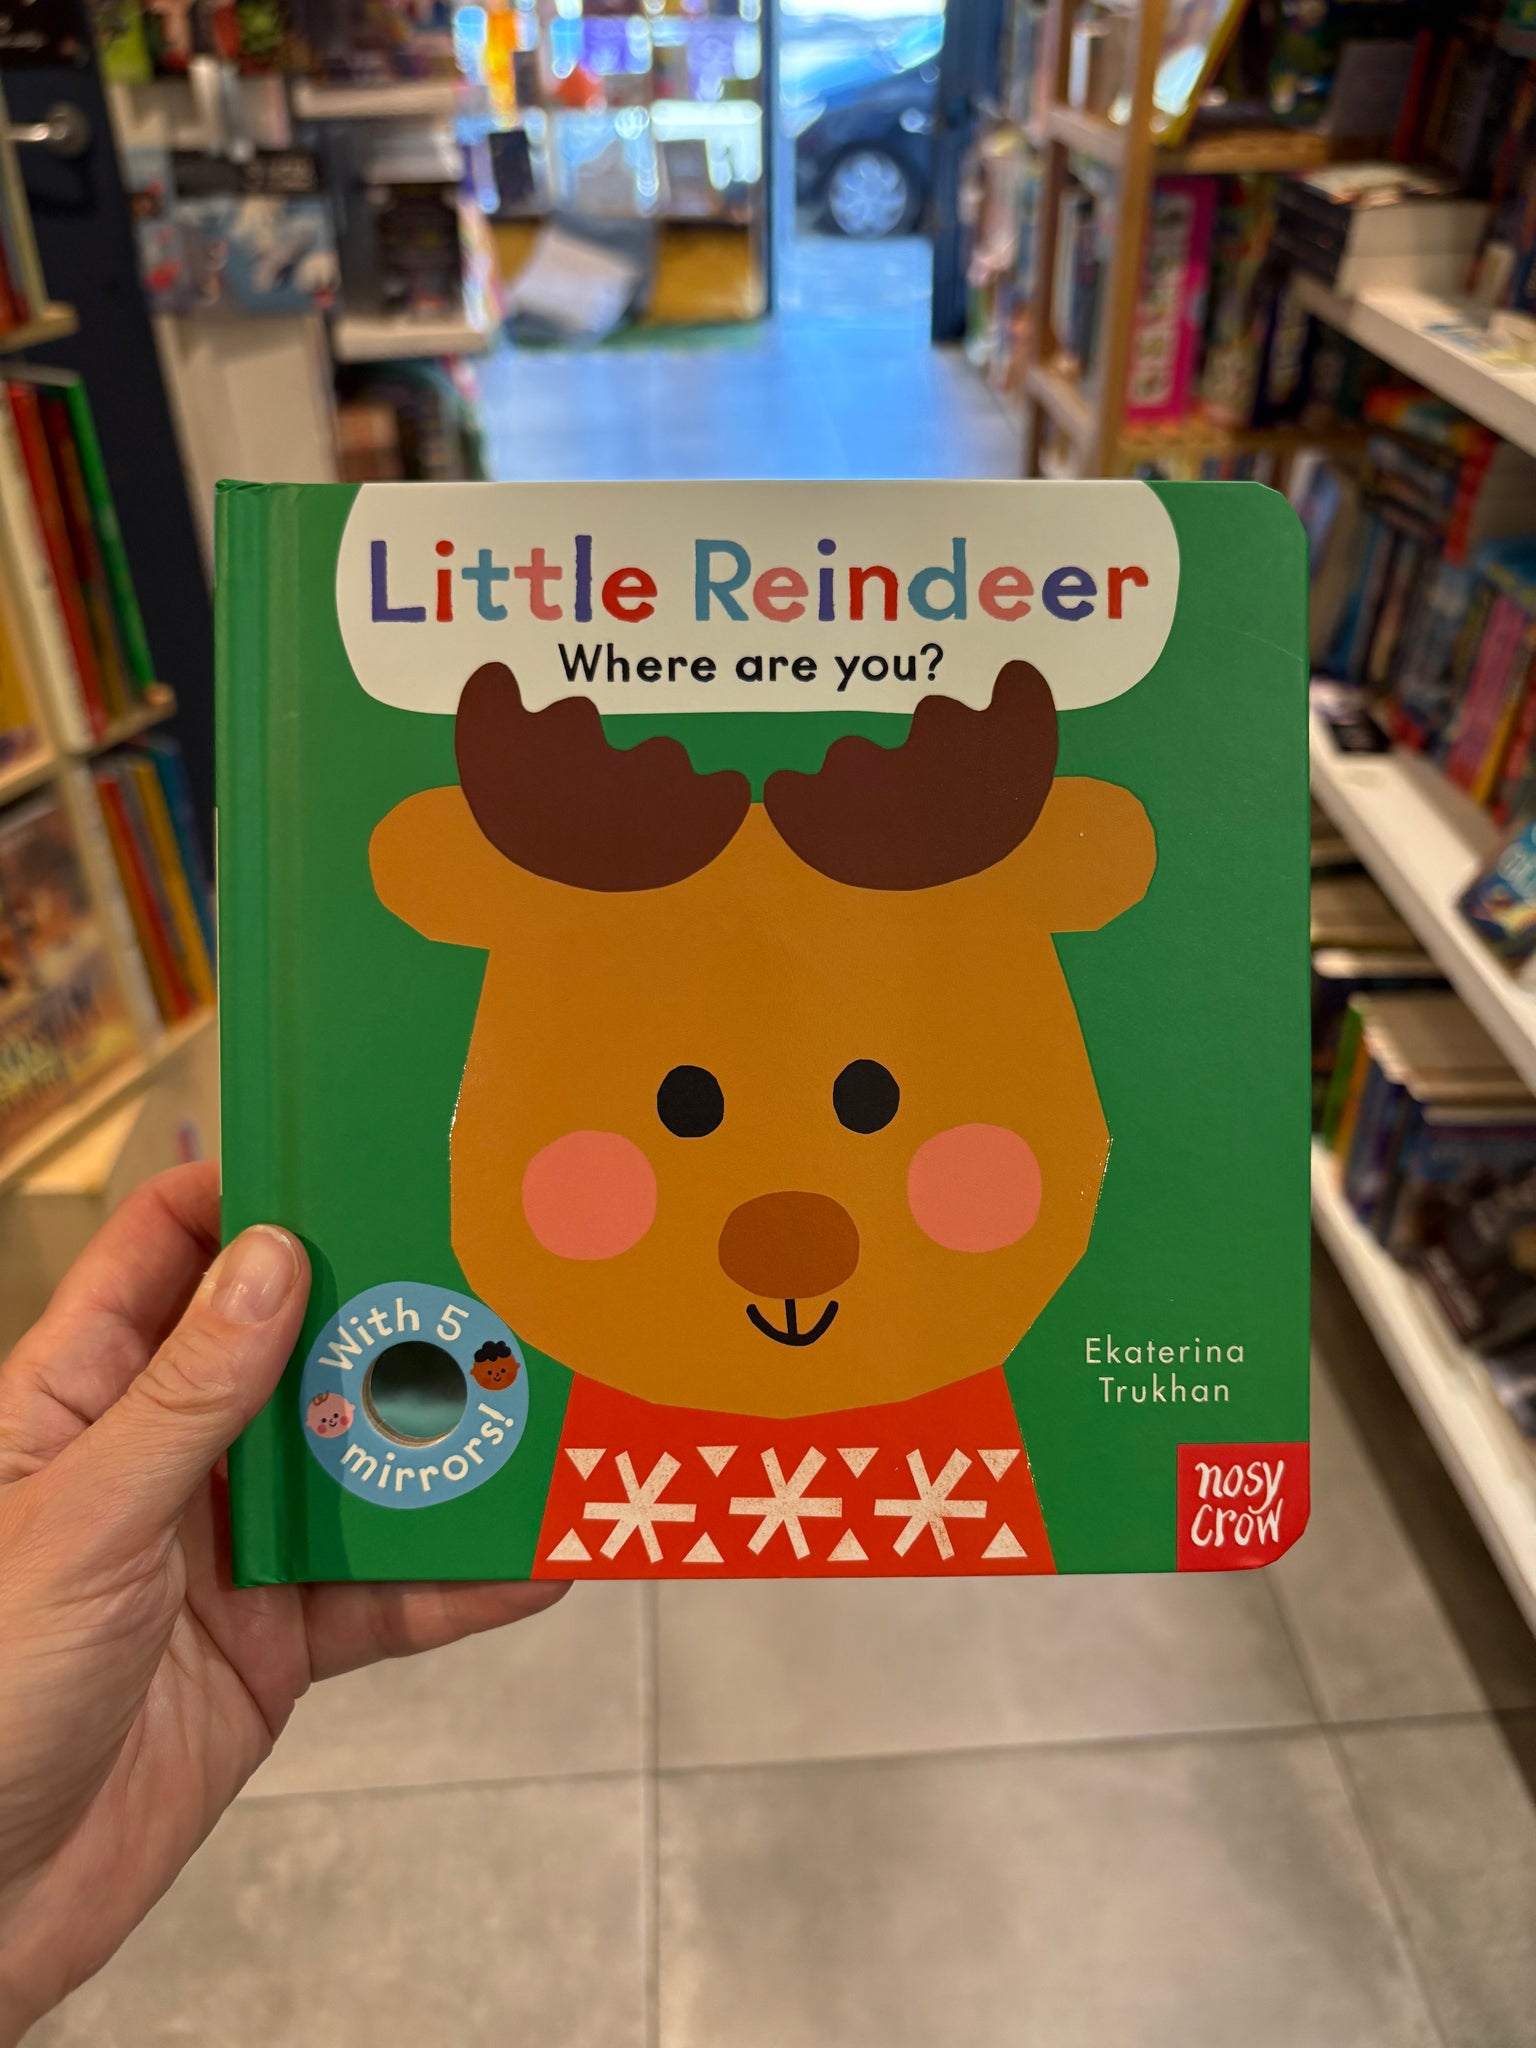 Little Reindeer
Where are you?
With 5
mirrors!
Ekaterina
Trukhan
nosy
crow